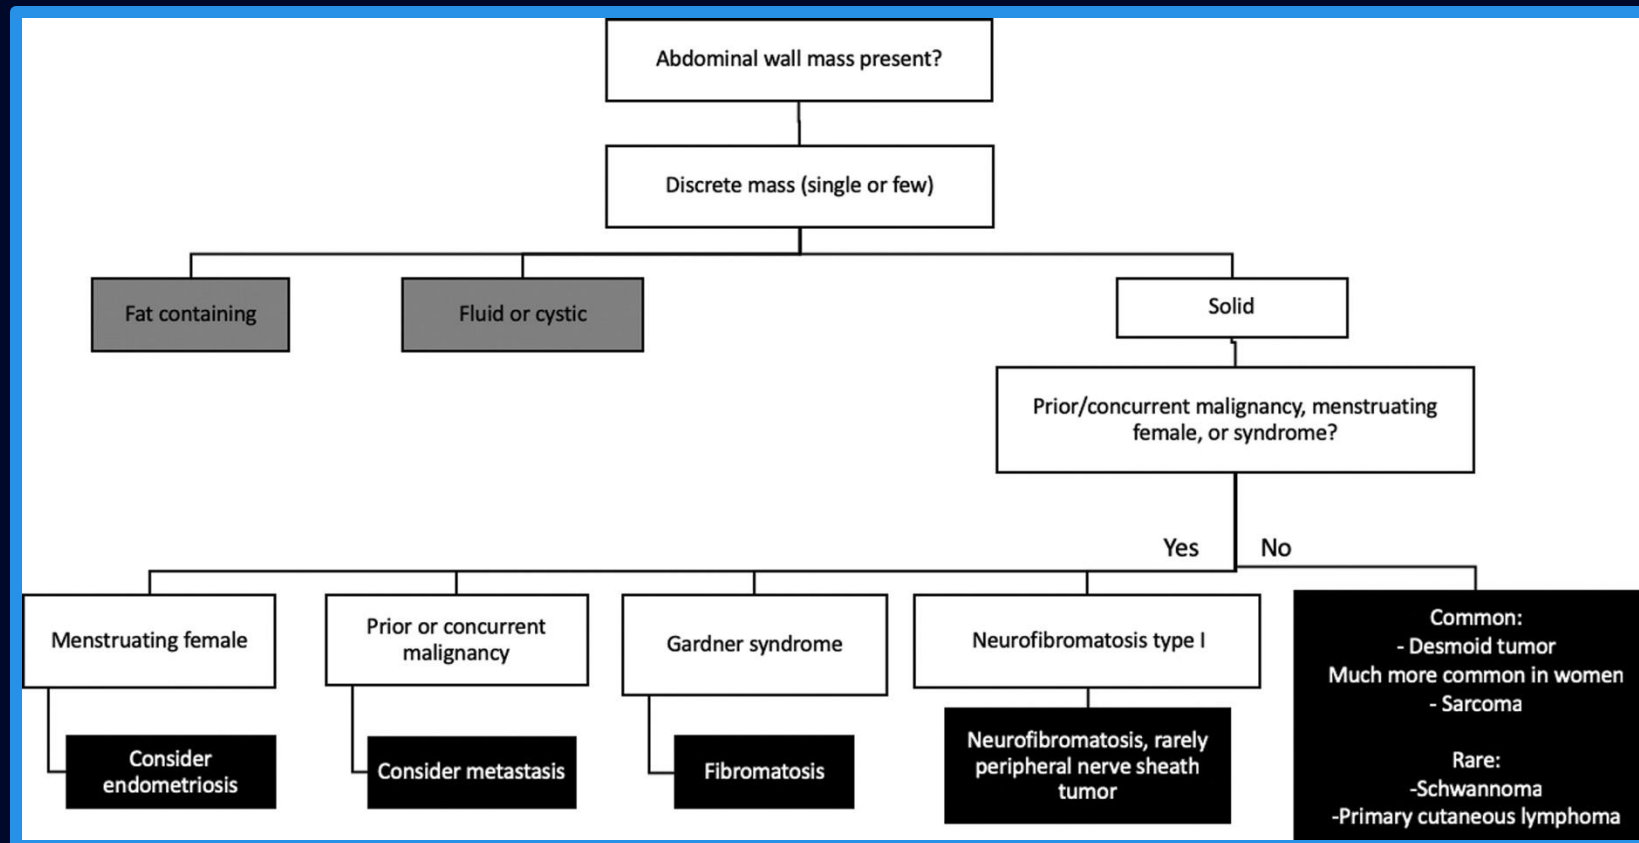 Abdominal wall mass present?
Discrete mass (single or few)
Fat containing
Fluid or cystic
Solid
Prior/concurrent malignancy, menstruating
female, or syndrome?
Yes
No
Menstruating female
Prior or concurrent
malignancy
Gardner syndrome
Neurofibromatosis type I
Common:
- Desmoid tumor
Much more common in women
- Sarcoma
Rare:
-Schwannoma
-Primary cutaneous lymphoma
Consider
endometriosis
Consider metastasis
Fibromatosis
Neurofibromatosis, rarely
peripheral nerve sheath
tumor